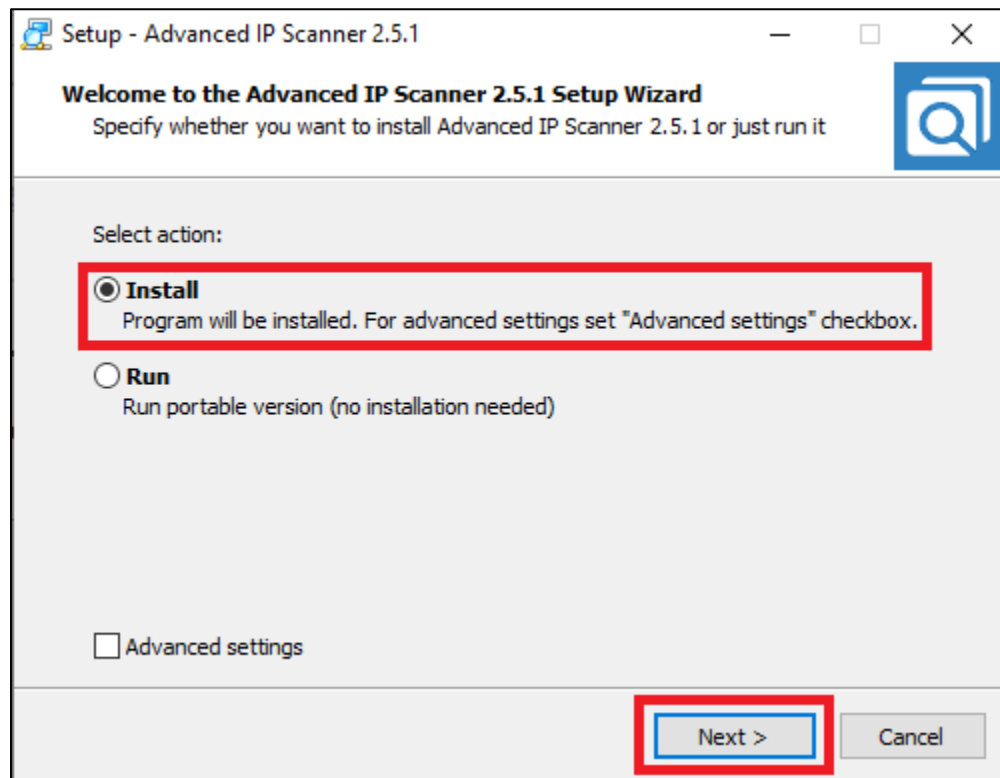 Setup - Advanced IP Scanner 2.5.1
Welcome to the Advanced IP Scanner 2.5.1 Setup Wizard
Specify whether you want to install Advanced IP Scanner 2.5.1 or just run it
Select action:
Install
Program will be installed. For advanced settings set "Advanced settings" checkbox.
Run
Run portable version (no installation needed)
Advanced settings
Next >
Cancel